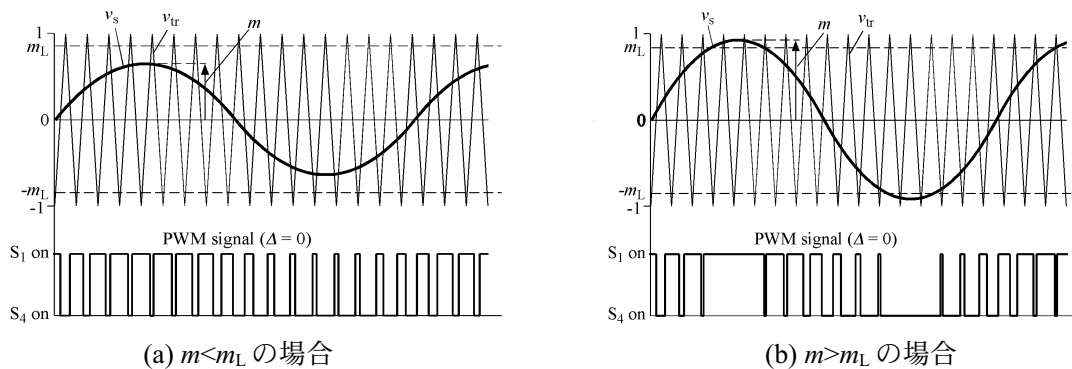 v_s v_tr m
1
m_L
0
-m_L
-1
PWM signal (Δ = 0)
S_1 on
S_4 on
(a) m<m_L の場合
v_s m v_tr
1
m_L
0
-m_L
-1
PWM signal (Δ = 0)
S_1 on
S_4 on
(b) m>m_L の場合